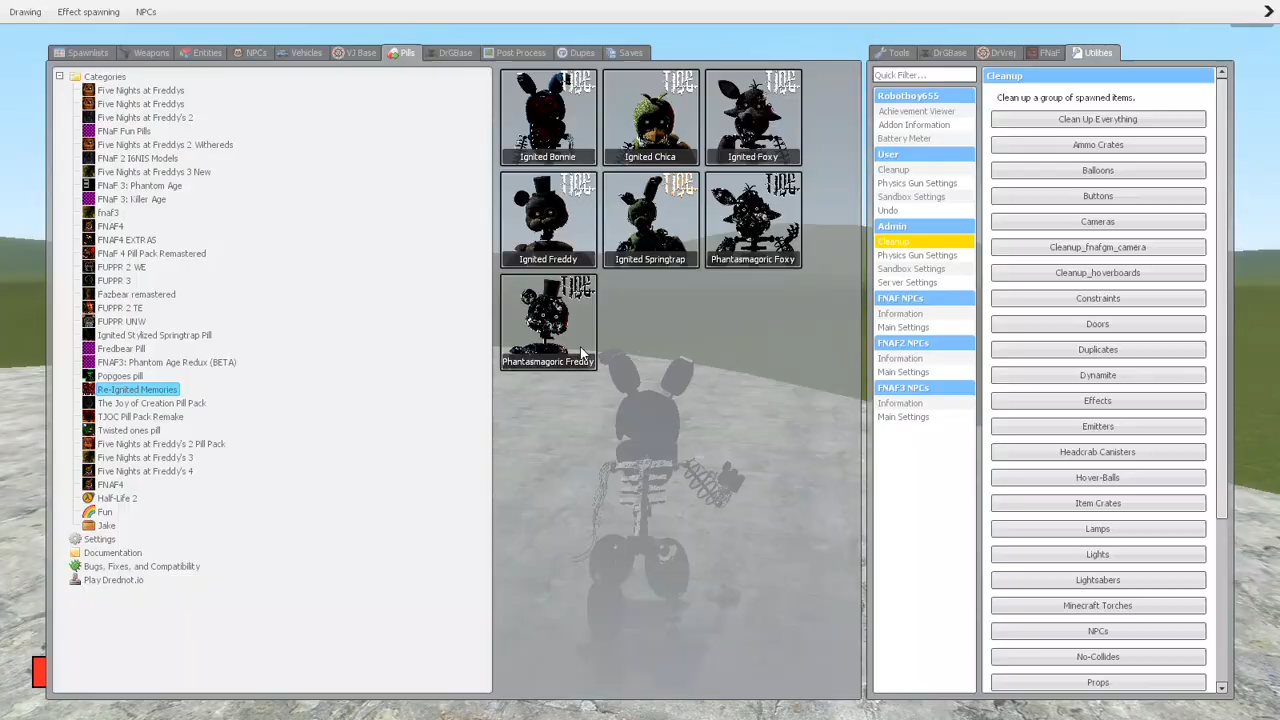 Drawing Effect spawning NPCs
Spawnlists Weapons Entities NPCs Vehicles VJ Base Pills DrGBase Post Process Dupes Saves
Categories
Five Nights at Freddys
Five Nights at Freddys
Five Nights at Freddy's 2
FNaF Fun Pills
Five Nights at Freddys 2 Withereds
FNaF 2 IGNIS Models
Five Nights at Freddys 3 New
FNaF 3: Phantom Age
FNaF 3: Killer Age
fnaf3
FNAF4
FNAF4 EXTRAS
FNaF 4 Pill Pack Remastered
FUPPR 2 WE
FUPPR 3
Fazbear remastered
FUPPR 2 TE
FUPPR UNW
Ignited Stylized Springtrap Pill
Fredbear Pill
FNAF3: Phantom Age Redux (BETA)
Popgoes pill
Re-Ignited Memories
The Joy of Creation Pill Pack
TJOC Pill Pack Remake
Twisted ones pill
Five Nights at Freddy's 2 Pill Pack
Five Nights at Freddy's 3
Five Nights at Freddy's 4
FNAF4
Half-Life 2
Fun
Jake
Settings
Documentation
Bugs, Fixes, and Compatibility
Play Drednot.io
Ignited Bonnie
Ignited Chica
Ignited Foxy
Ignited Freddy
Ignited Springtrap
Phantasmagoric Foxy
Phantasmagoric Freddy
Tools DrGBase DrVrej FNaF Utilities
Quick Filter...
Robotboy655
Achievement Viewer
Addon Information
Battery Meter
User
Cleanup
Physics Gun Settings
Sandbox Settings
Undo
Admin
Cleanup
Physics Gun Settings
Sandbox Settings
Server Settings
FNAF NPCs
Information
Main Settings
FNAF2 NPCs
Information
Main Settings
FNAF3 NPCs
Information
Main Settings
Cleanup
Clean up a group of spawned items.
Clean Up Everything
Ammo Crates
Balloons
Buttons
Cameras
Cleanup_fnafgm_camera
Cleanup_hoverboards
Constraints
Doors
Duplicates
Dynamite
Effects
Emitters
Headcrab Canisters
Hover-Balls
Item Crates
Lamps
Lights
Lightsabers
Minecraft Torches
NPCs
No-Collides
Props